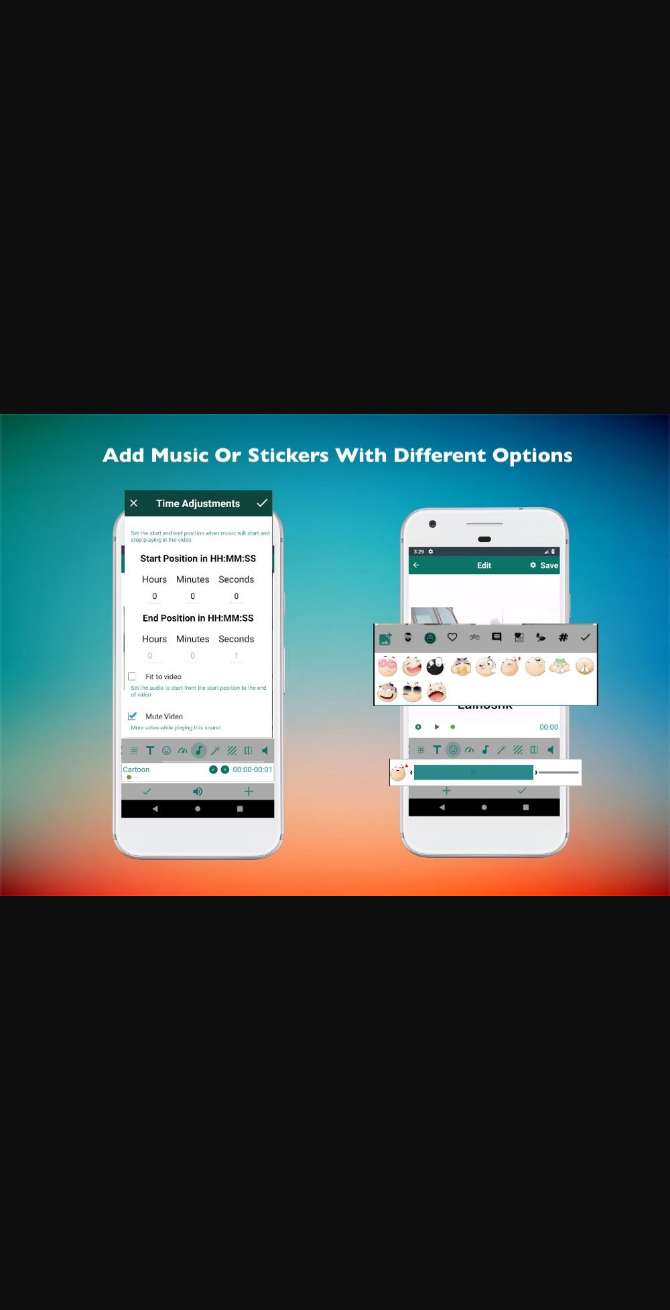 Add Music Or Stickers With Different Options
Time Adjustments
Set the start and end position when music will start and
stop playing in the video
Start Position in HH:MM:SS
Hours Minutes Seconds
0 0 0
End Position in HH:MM:SS
Hours Minutes Seconds
0 0 1
Fit to video
Set the audio to start from the start position to the end
of video
Mute Video
Mute video while playing this sound
Cartoon 00:00-00:01
3:29
Edit Save
00:00